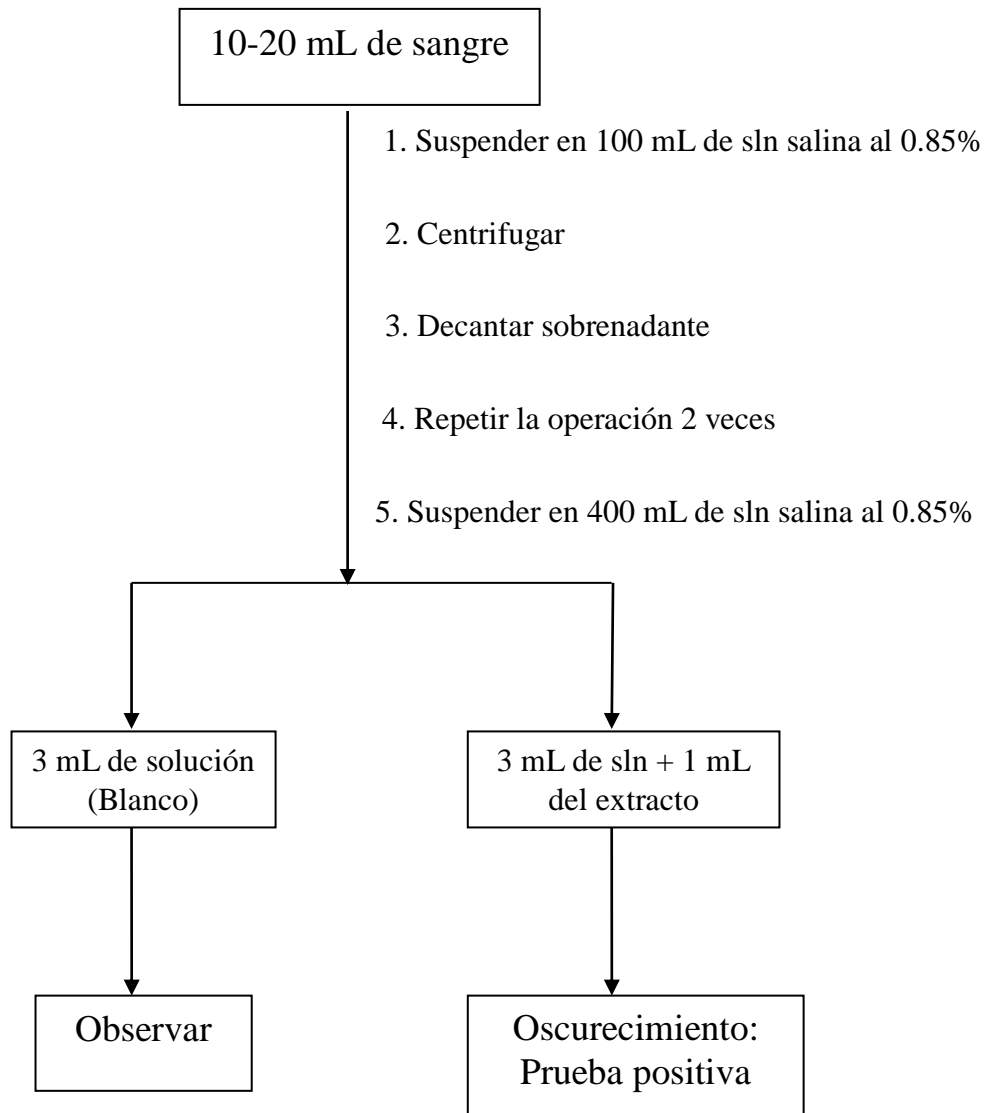 10-20 mL de sangre
1. Suspender en 100 mL de sln salina al 0.85%
2. Centrifugar
3. Decantar sobrenadante
4. Repetir la operación 2 veces
5. Suspender en 400 mL de sln salina al 0.85%
3 mL de solución
(Blanco)
3 mL de sln + 1 mL
del extracto
Observar
Oscurecimiento:
Prueba positiva